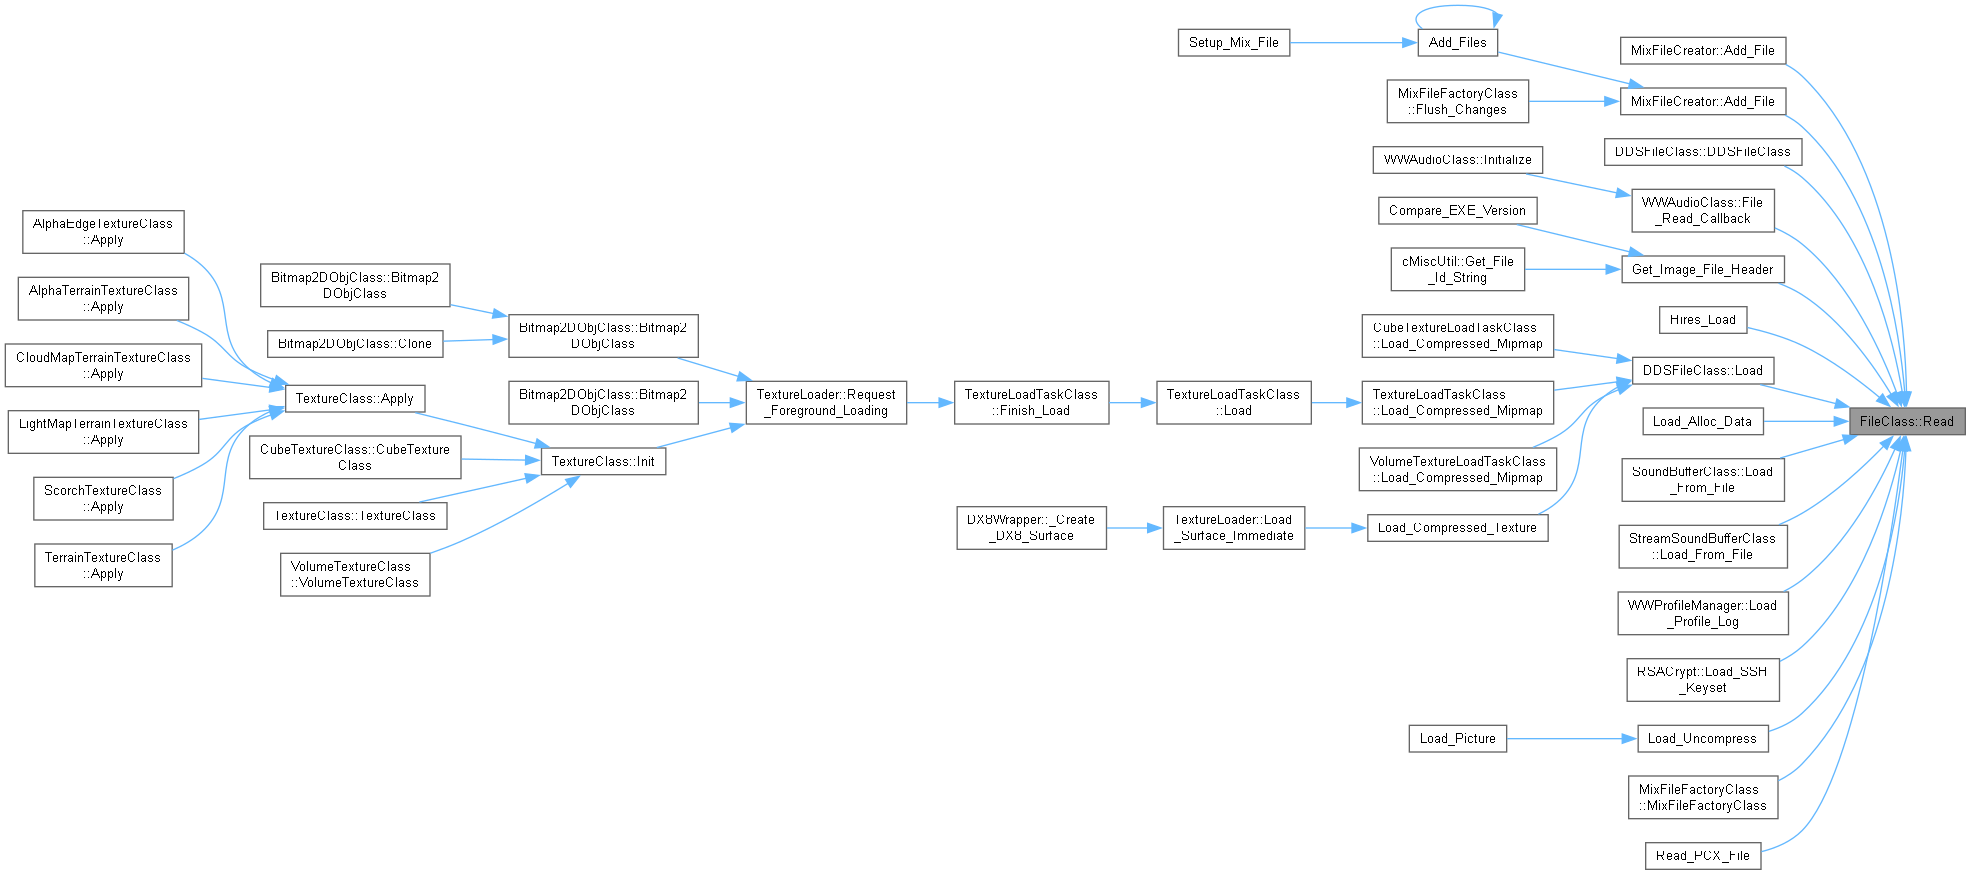 Setup_Mix_File
Add_Files
MixFileCreator::Add_File
MixFileFactoryClass
::Flush_Changes
MixFileCreator::Add_File
WWAudioClass::Initialize
DDSFileClass::DDSFileClass
Compare_EXE_Version
WWAudioClass::File
_Read_Callback
cMiscUtil::Get_File
_Id_String
Get_Image_File_Header
Hires_Load
AlphaEdgeTextureClass
::Apply
AlphaTerrainTextureClass
::Apply
CloudMapTerrainTextureClass
::Apply
LightMapTerrainTextureClass
::Apply
ScorchTextureClass
::Apply
TerrainTextureClass
::Apply
Bitmap2DObjClass::Bitmap2
DObjClass
Bitmap2DObjClass::Clone
TextureClass::Apply
CubeTextureClass::CubeTexture
Class
TextureClass::TextureClass
VolumeTextureClass
::VolumeTextureClass
Bitmap2DObjClass::Bitmap2
DObjClass
Bitmap2DObjClass::Bitmap2
DObjClass
TextureClass::Init
TextureLoader::Request
_Foreground_Loading
TextureLoadTaskClass
::Finish_Load
TextureLoadTaskClass
::Load
CubeTextureLoadTaskClass
::Load_Compressed_Mipmap
TextureLoadTaskClass
::Load_Compressed_Mipmap
VolumeTextureLoadTaskClass
::Load_Compressed_Mipmap
DX8Wrapper::_Create
_DX8_Surface
TextureLoader::Load
_Surface_Immediate
Load_Compressed_Texture
DDSFileClass::Load
Load_Alloc_Data
FileClass::Read
SoundBufferClass::Load
_From_File
StreamSoundBufferClass
::Load_From_File
WWProfileManager::Load
_Profile_Log
RSACrypt::Load_SSH
_Keyset
Load_Picture
Load_Uncompress
MixFileFactoryClass
::MixFileFactoryClass
Read_PCX_File